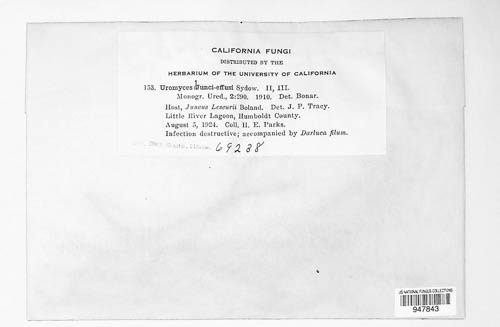 CALIFORNIA FUNGI
DISTRIBUTED BY THE
HERBARIUM OF THE UNIVERSITY OF CALIFORNIA
153. Uromyces Junci-effusi Sydow. II, III.
Monogr. Ured., 2:290. 1910. Det. Bonar.
Host, Juncus Lescurii Boland. Det. J. P. Tracy.
Little River Lagoon, Humboldt County.
August 5, 1924. Coll. H. E. Parks.
Infection destructive; accompanied by Darluca filum.
69238
US NATIONAL FUNGUS COLLECTIONS
947843